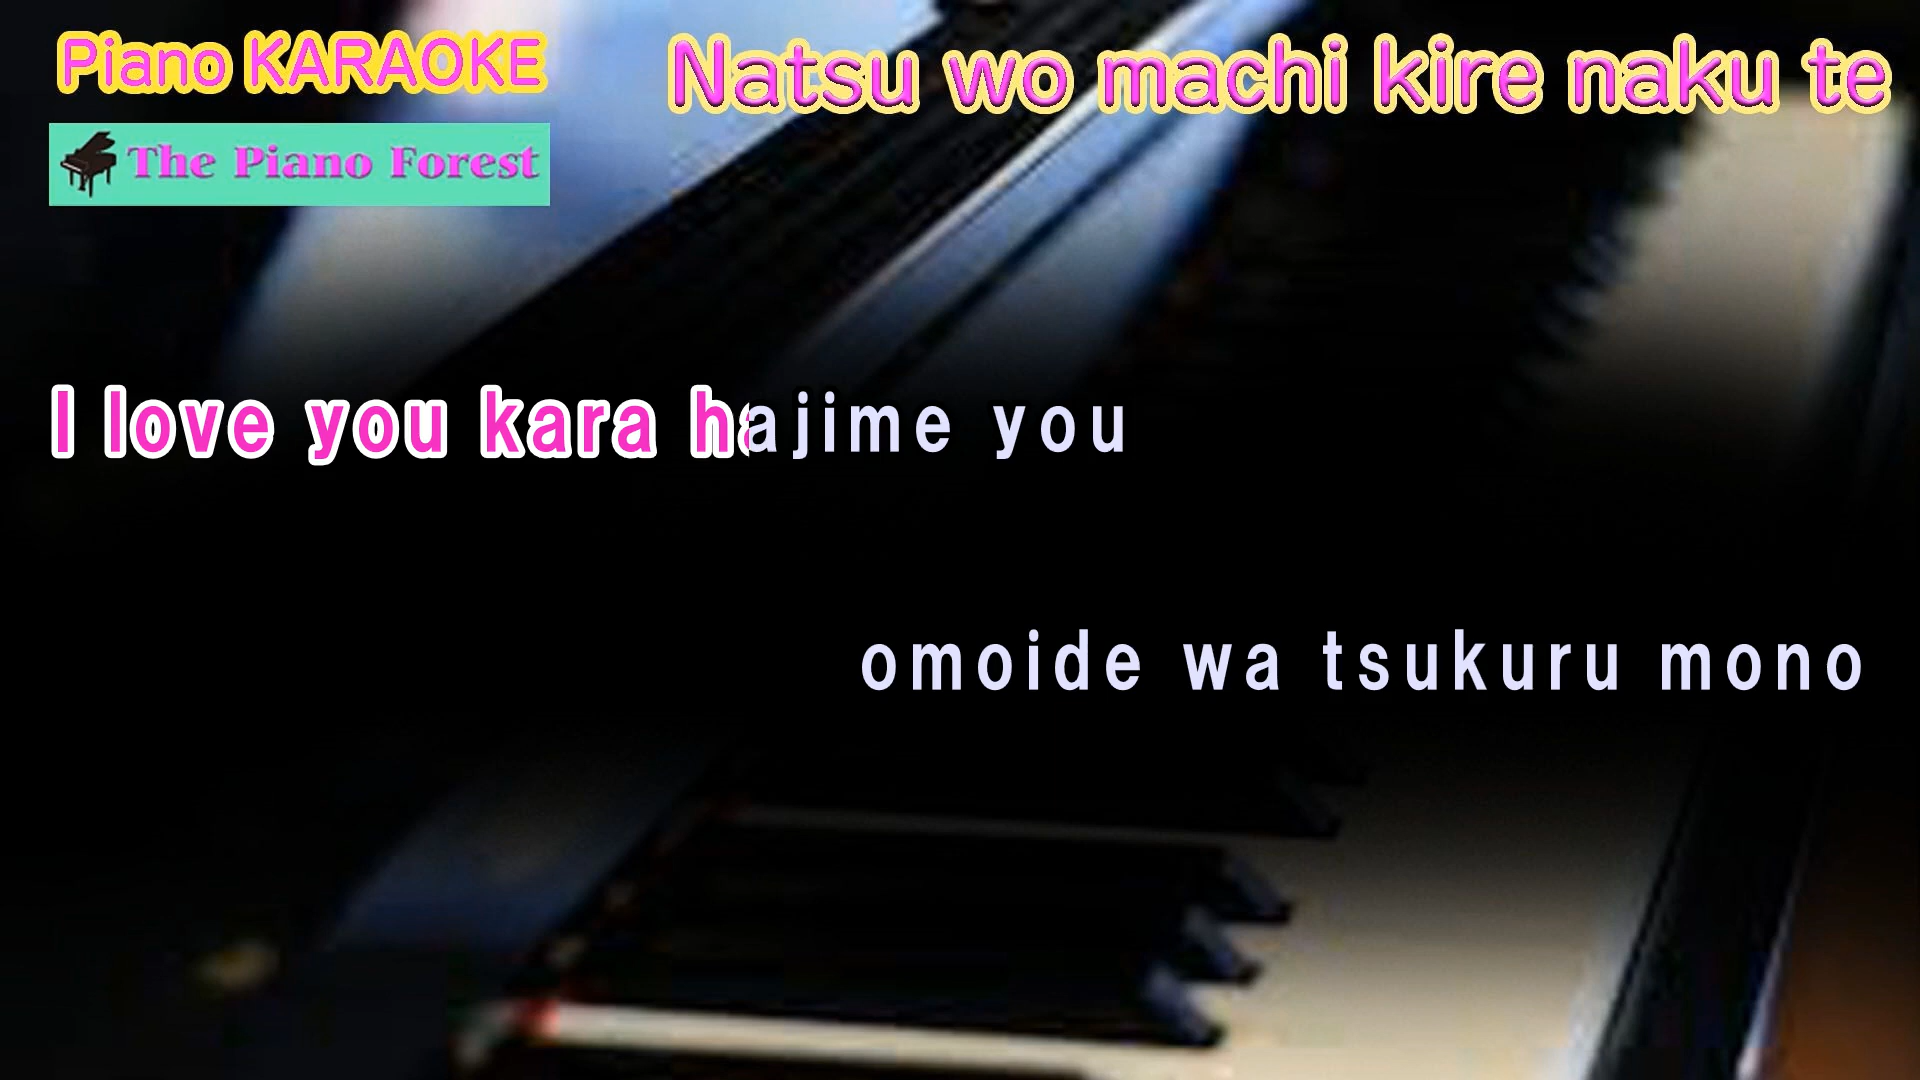 Piano KARAOKE
Natsu wo machi kire naku te
The Piano Forest
I love you kara hajime you
omoide wa tsukuru mono